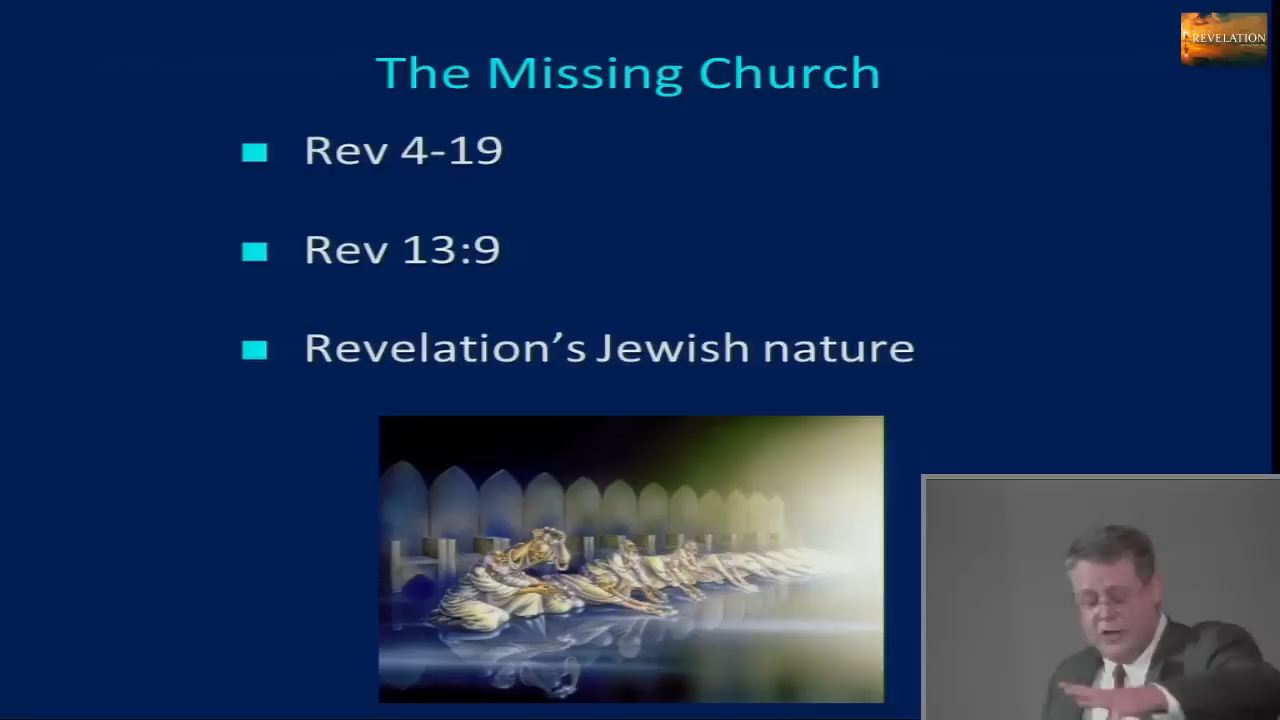 REVELATION
The Missing Church
Rev 4-19
Rev 13:9
Revelation’s Jewish nature